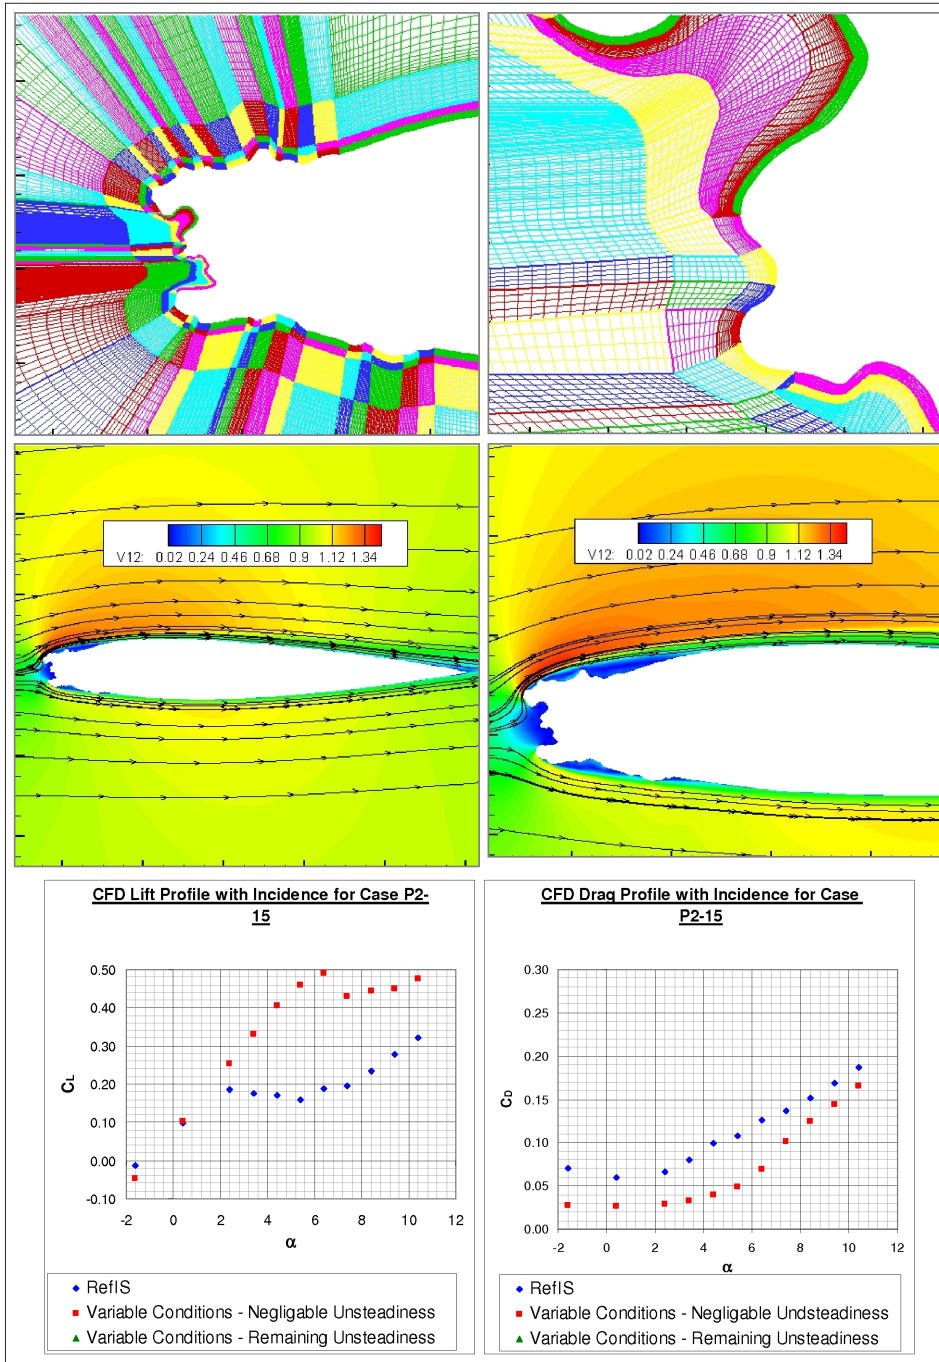 V12: 0.02 0.24 0.46 0.68 0.9 1.12 1.34
V12: 0.02 0.24 0.46 0.68 0.9 1.12 1.34
CFD Lift Profile with Incidence for Case P2-
15
0.50
0.40
0.30
0.20
0.10
0.00
-0.10
CL
-2 0 2 4 6 8 10 12
α
RefIS
Variable Conditions - Negligable Unsteadiness
Variable Conditions - Remaining Unsteadiness
CFD Drag Profile with Incidence for Case
P2-15
0.30
0.25
0.20
0.15
0.10
0.05
0.00
CD
-2 0 2 4 6 8 10 12
α
RefIS
Variable Conditions - Negligable Undsteadiness
Variable Conditions - Remaining Unsteadiness